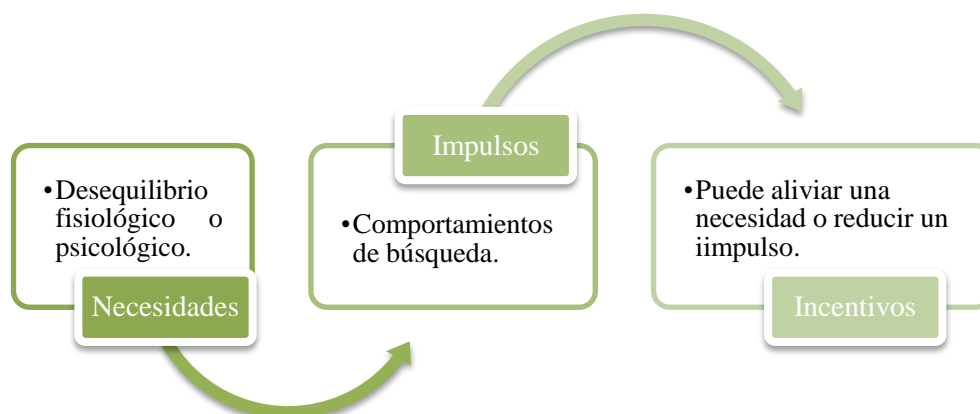 •Desequilibrio
fisiológico o
psicológico.
Necesidades
Impulsos
•Comportamientos
de búsqueda.
•Puede aliviar una
necesidad o reducir un
iimpulso.
Incentivos